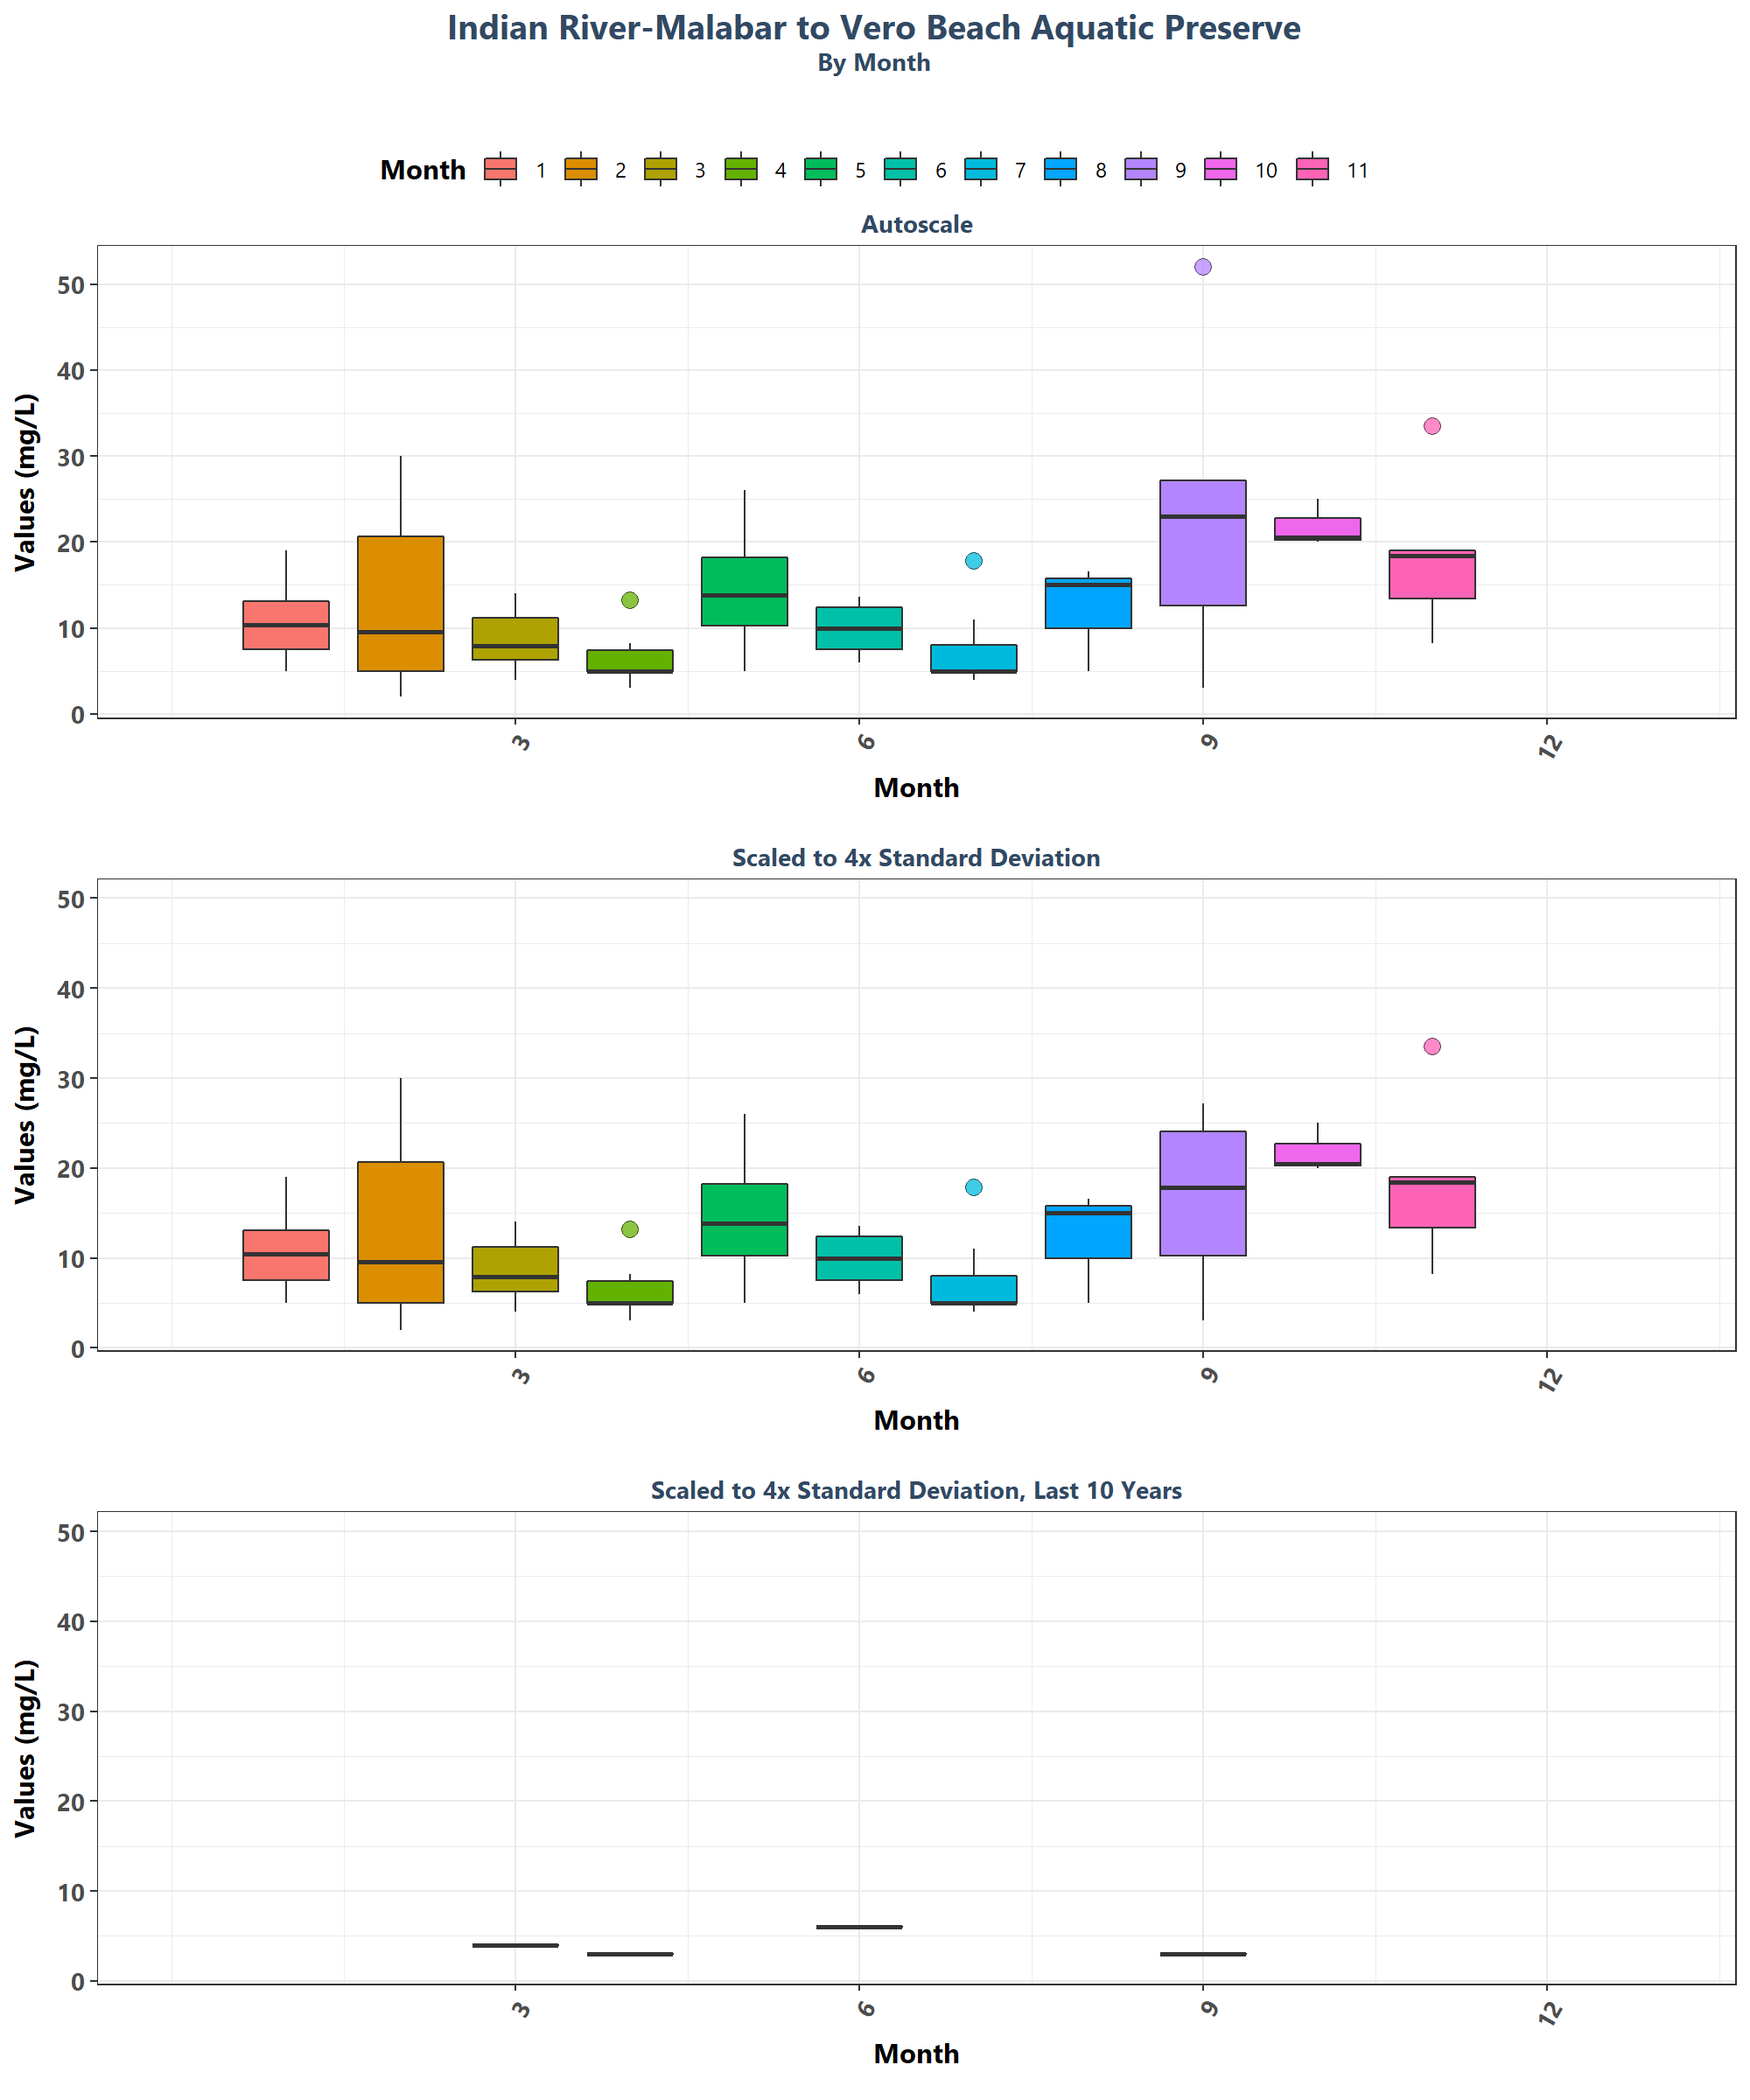 Indian River-Malabar to Vero Beach Aquatic Preserve
By Month
Month 1 2 3 4 5 6 7 8 9 10 11
Autoscale
Values (mg/L)
50
40
30
20
10
0
3 6 9 12
Month
Scaled to 4x Standard Deviation
Values (mg/L)
50
40
30
20
10
0
3 6 9 12
Month
Scaled to 4x Standard Deviation, Last 10 Years
Values (mg/L)
50
40
30
20
10
0
3 6 9 12
Month